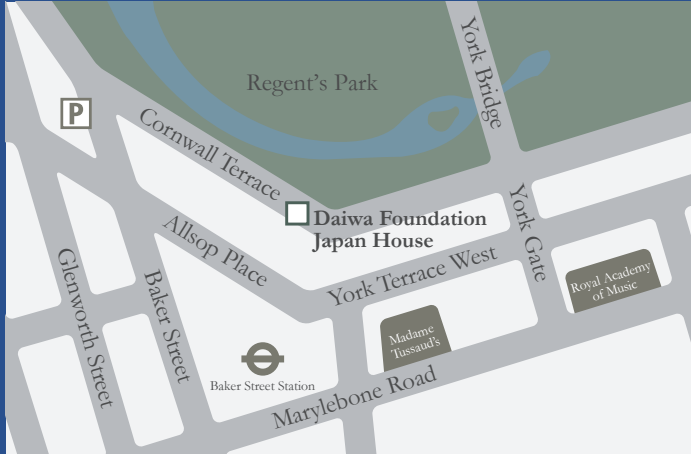 Regent's Park
York Bridge
P
Cornwall Terrace
Daiwa Foundation
Japan House
York Gate
Allsop Place
York Terrace West
Royal Academy
of Music
Glenworth Street
Baker Street
Madame
Tussaud's
Baker Street Station
Marylebone Road